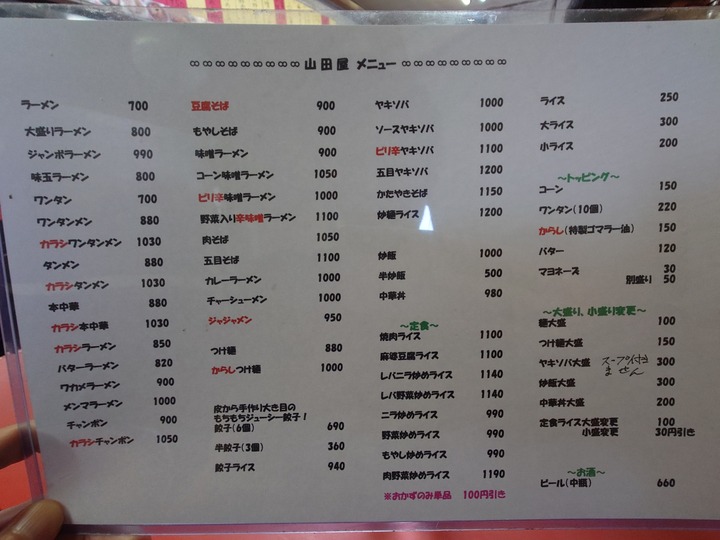 ∞∞∞∞∞∞∞∞∞ 山田屋 メニュー ∞∞∞∞∞∞∞∞∞
ラーメン 700
大盛りラーメン 800
ジャンボラーメン 990
味玉ラーメン 800
ワンタン 700
ワンタンメン 880
カラシワンタンメン 1030
タンメン 880
カラシタンメン 1030
本中華 880
カラシ本中華 1030
カラシラーメン 850
バターラーメン 820
ワカメラーメン 900
メンマラーメン 1000
チャンポン 900
カラシチャンポン 1050
豆腐そば 900
もやしそば 900
味噌ラーメン 900
コーン味噌ラーメン 1050
ピリ辛味噌ラーメン 1000
野菜入り辛味噌ラーメン 1100
肉そば 1050
五目そば 1100
カレーラーメン 1000
チャーシューメン 1000
ジャジャメン 950
つけ麺 880
からしつけ麺 1000
皮から手作り大き目の
もちもちジューシー餃子!
餃子(6個) 690
半餃子(3個) 360
餃子ライス 940
ヤキソバ 1000
ソースヤキソバ 1000
ピリ辛ヤキソバ 1100
五目ヤキソバ 1200
かたやきそば 1150
炒麺ライス 1200
炒飯 1000
半炒飯 500
中華丼 980
～定食～
焼肉ライス 1100
麻婆豆腐ライス 1100
レバニラ炒めライス 1140
レバ野菜炒めライス 1140
ニラ炒めライス 990
野菜炒めライス 990
もやし炒めライス 990
肉野菜炒めライス 1190
※おかずのみ単品 100円引き
ライス 250
大ライス 300
小ライス 200
～トッピング～
コーン 150
ワンタン(10個) 220
からし(特製ゴマラー油) 150
バター 120
マヨネーズ 30
別盛り 50
～大盛り、小盛り変更～
麺大盛 100
つけ麺大盛 150
ヤキソバ大盛 スープ付き 300
ません
炒飯大盛 300
中華丼大盛 200
定食ライス大盛変更 100
小盛変更 30円引き
～お酒～
ビール(中瓶) 660